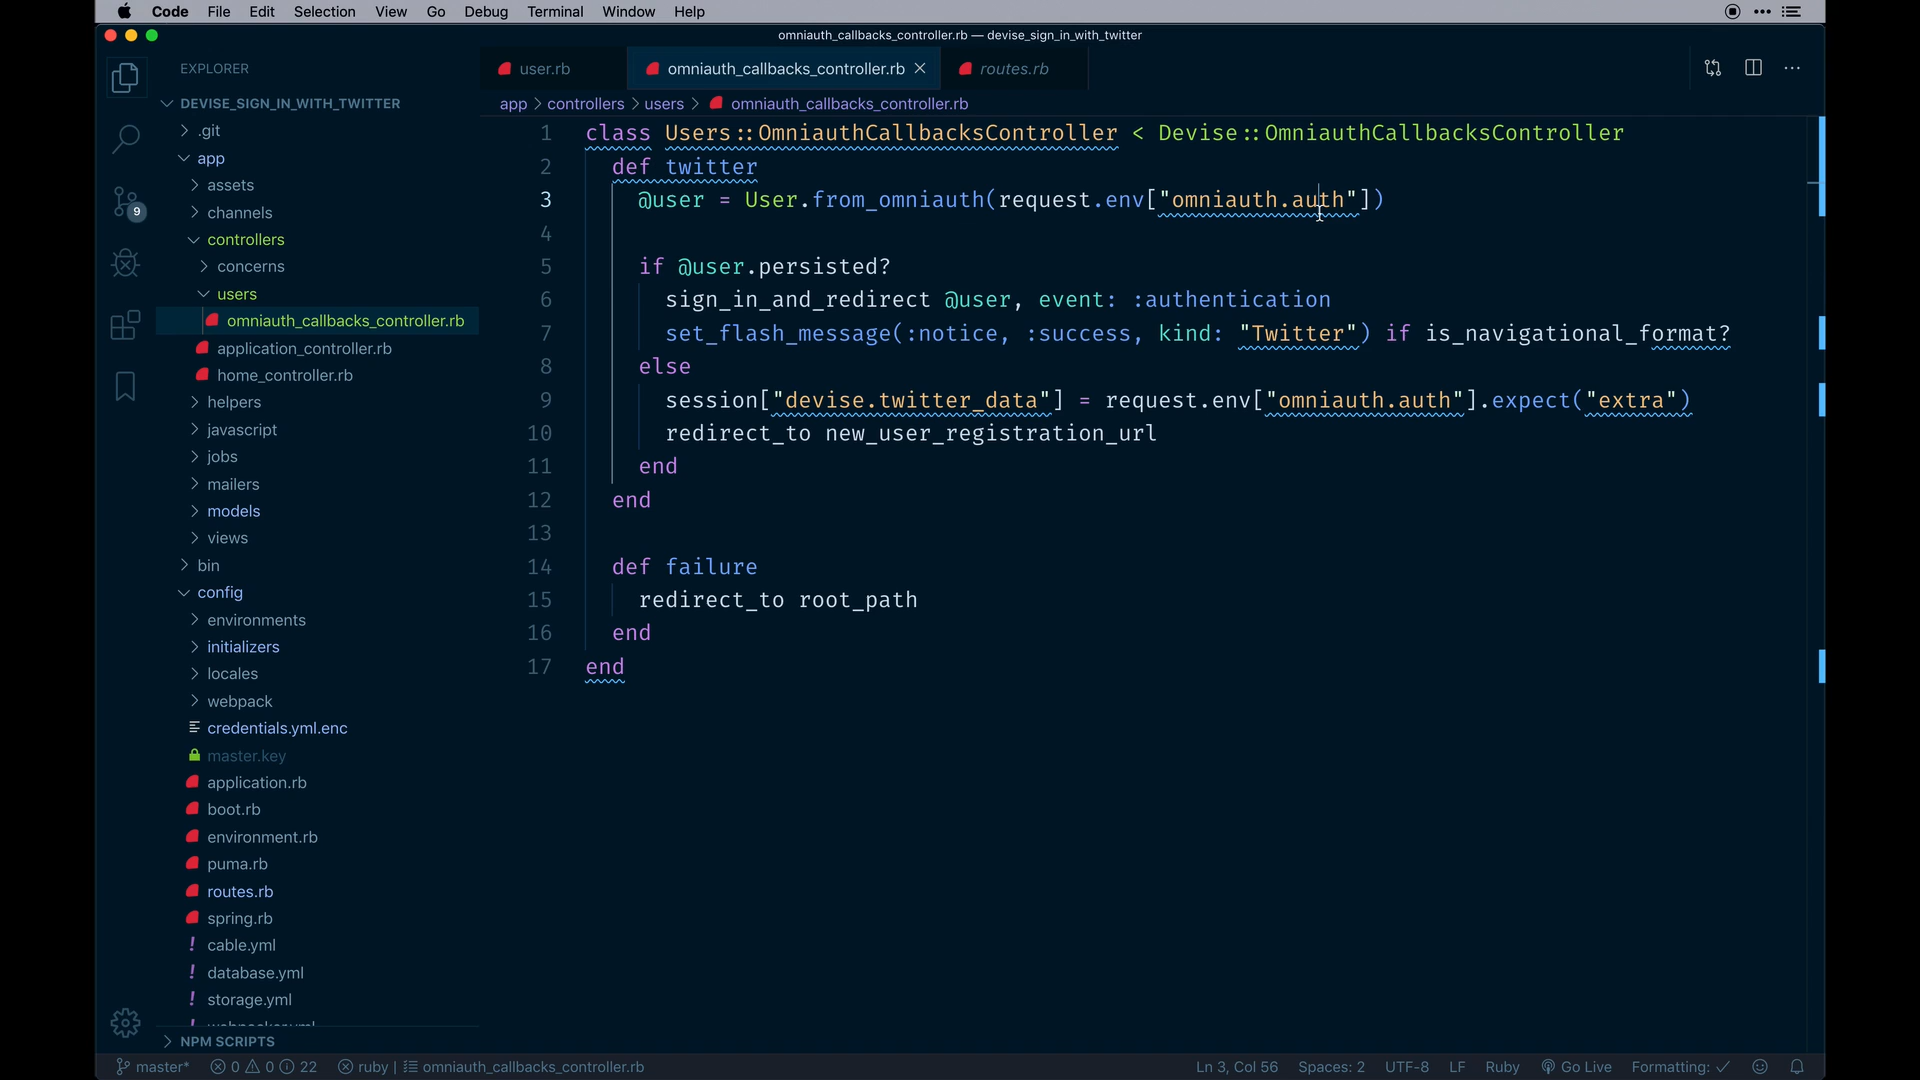 Code File Edit Selection View Go Debug Terminal Window Help
omniauth_callbacks_controller.rb — devise_sign_in_with_twitter
EXPLORER
user.rb
omniauth_callbacks_controller.rb
routes.rb
DEVISE_SIGN_IN_WITH_TWITTER
app > controllers > users > omniauth_callbacks_controller.rb
.git
app
assets
channels
controllers
concerns
users
omniauth_callbacks_controller.rb
application_controller.rb
home_controller.rb
helpers
javascript
jobs
mailers
models
views
bin
config
environments
initializers
locales
webpack
credentials.yml.enc
master.key
application.rb
boot.rb
environment.rb
puma.rb
routes.rb
spring.rb
cable.yml
database.yml
storage.yml
NPM SCRIPTS
9
1 class Users::OmniauthCallbacksController < Devise::OmniauthCallbacksController
2 def twitter
3 @user = User.from_omniauth(request.env["omniauth.auth"])
4
5 if @user.persisted?
6 sign_in_and_redirect @user, event: :authentication
7 set_flash_message(:notice, :success, kind: "Twitter") if is_navigational_format?
8 else
9 session["devise.twitter_data"] = request.env["omniauth.auth"].expect("extra")
10 redirect_to new_user_registration_url
11 end
12 end
13
14 def failure
15 redirect_to root_path
16 end
17 end
master* 0 0 22 ruby | omniauth_callbacks_controller.rb Ln 3, Col 56 Spaces: 2 UTF-8 LF Ruby Go Live Formatting: ✓